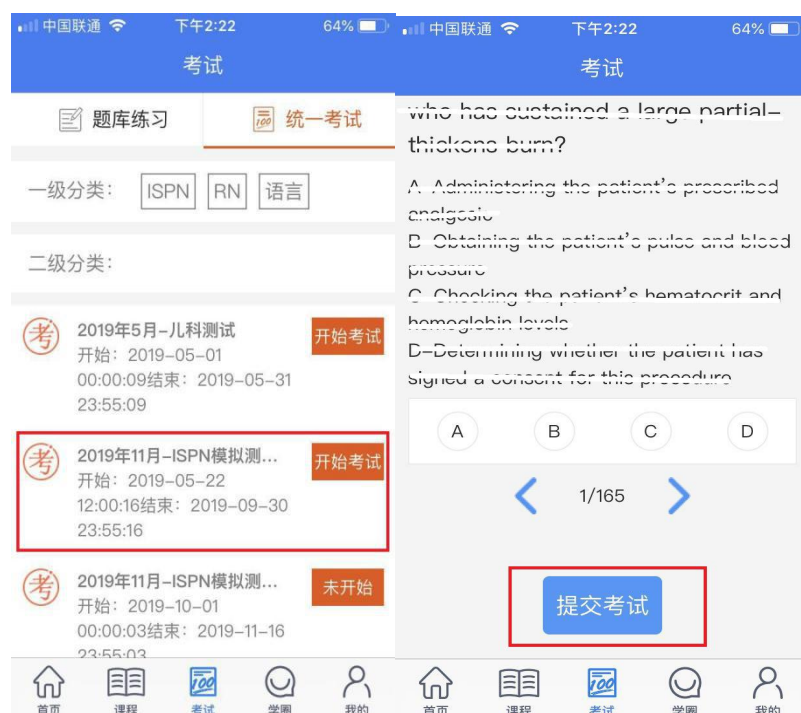 中国联通 下午2:22 64%
考试
题库练习 统一考试
一级分类: ISPN RN 语言
二级分类:
考 2019年5月-儿科测试 开始考试
开始: 2019-05-01
00:00:09结束: 2019-05-31
23:55:09
考 2019年11月-ISPN模拟测... 开始考试
开始: 2019-05-22
12:00:16结束: 2019-09-30
23:55:16
考 2019年11月-ISPN模拟测... 未开始
开始: 2019-10-01
00:00:03结束: 2019-11-16
23:55:03
首页 课程 考试 学圈 我的
中国联通 下午2:22 64%
考试
who has sustained a large partial-
thickens burn?
A-Administering the patient's prescribed
analgesic
B-Obtaining the patient's pulse and blood
pressure
C-Checking the patient's hematocrit and
hemoglobin levels
D-Determining whether the patient has
signed a consent for this procedure
A B C D
1/165
提交考试
首页 课程 考试 学圈 我的